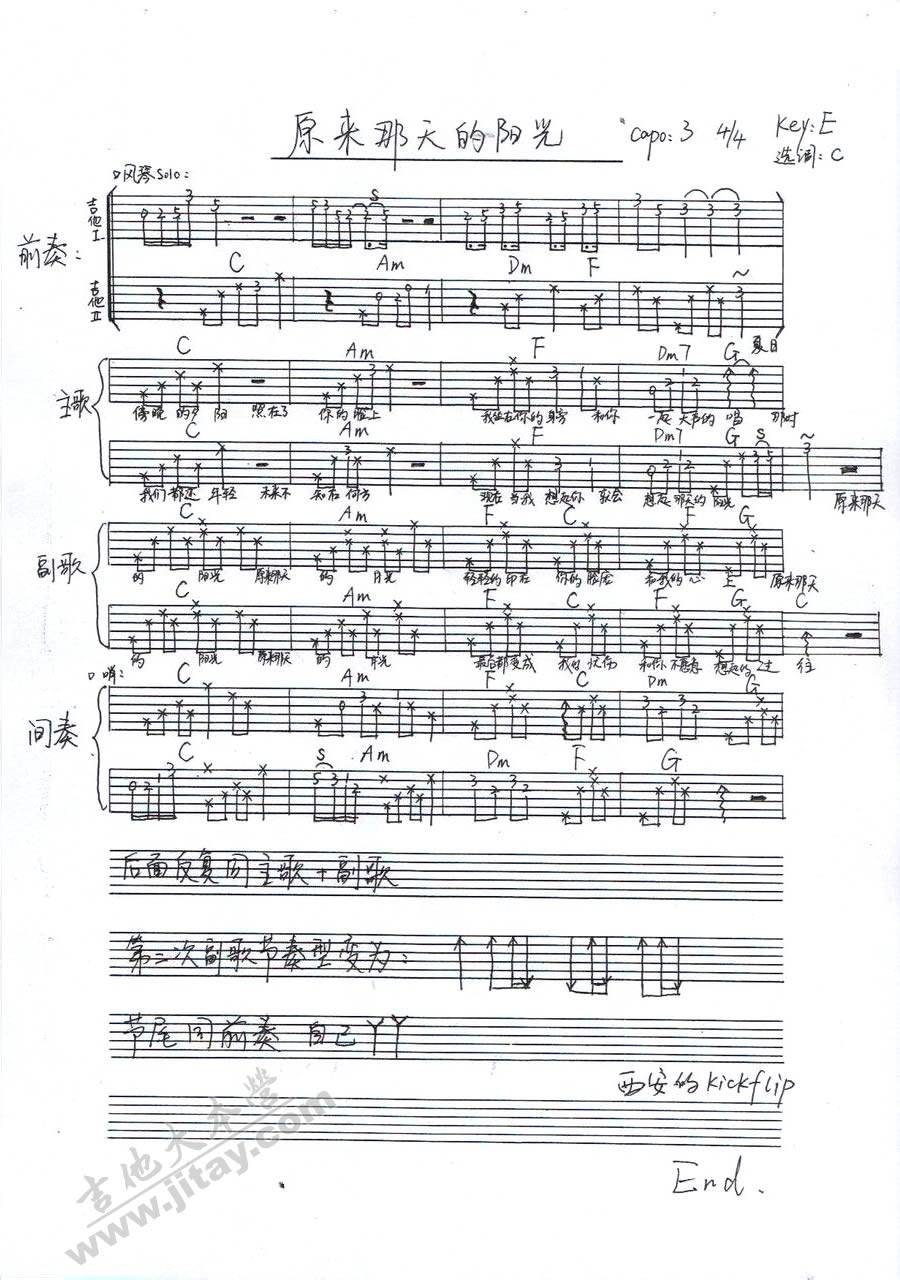 原来那天的阳光 capo: 3 4/4 Key: E
选调: C
口风琴Solo:
前奏:
吉他I
S
C Am Dm F
吉他II
~
夏日
主歌
C Am F Dm7 G
傍晚 的夕 阳 照在了 你的脸上 我坐在你的身旁 和你 一起 大声的 唱 那时
C Am F Dm7 G S ~
我们 都还 年轻 未来不 知在 何方 现在 当我 想起你 就会 想起 那天的 阳光 原来那天
副歌
C Am F C F G
的 阳光 原来那天 的 月光 轻轻的 印在 你的脸庞 和我的 心 上 原来那天
C Am F C F G C
的 阳光 原来那天 的 月光 最后都变成 我的 忧伤 和你 不愿意 想起的 过 往
口哨:
间奏
C Am F C Dm G
C S Am Dm F G
后面反复同主歌+副歌
第二次副歌节奏型变为:
节尾同前奏 自己丫丫
西安的kickflip
End.
吉他大本营
www.jitay.com